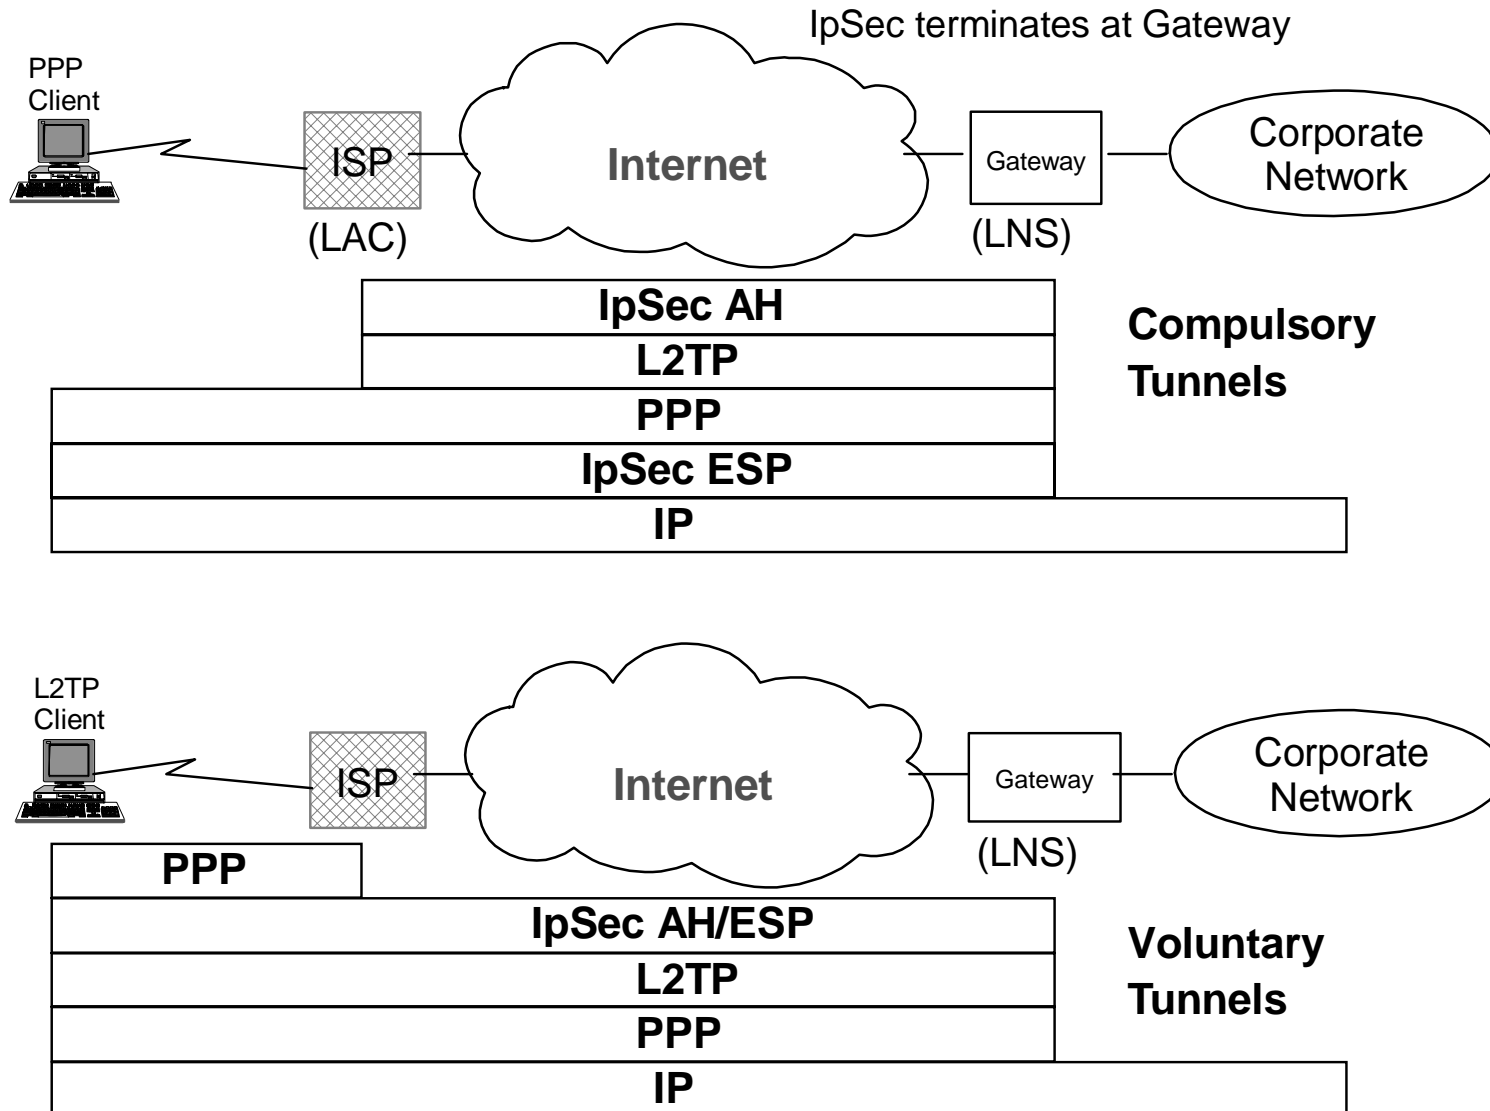 IpSec terminates at Gateway
PPP
Client
ISP
(LAC)
Internet
Gateway
(LNS)
Corporate
Network
IpSec AH
L2TP
PPP
IpSec ESP
IP
Compulsory
Tunnels
L2TP
Client
ISP
Internet
Gateway
(LNS)
Corporate
Network
PPP
IpSec AH/ESP
L2TP
PPP
IP
Voluntary
Tunnels